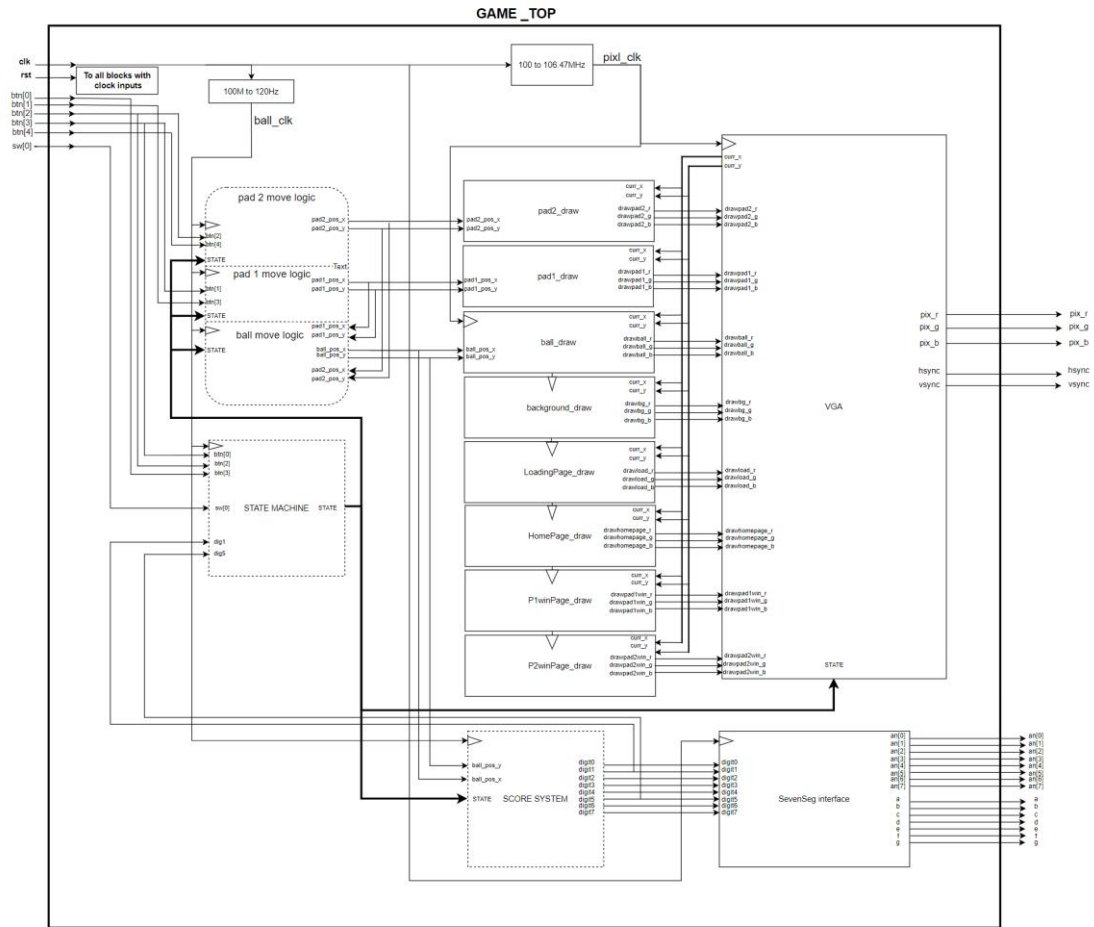 GAME _TOP
clk
rst
btn[0]
btn[1]
btn[2]
btn[3]
btn[4]
sw[0]
To all blocks with
clock inputs
100M to 120Hz
ball_clk
100 to 106.47MHz
pixl_clk
pad 2 move logic
pad2_pos_x
pad2_pos_y
btn[2]
btn[4]
STATE
Text
pad 1 move logic
pad1_pos_x
pad1_pos_y
btn[1]
btn[3]
STATE
ball move logic
pad1_pos_x
pad1_pos_y
STATE
ball_pos_x
ball_pos_y
pad2_pos_x
pad2_pos_y
btn[0]
btn[2]
btn[3]
sw[0]
STATE MACHINE
STATE
dig1
dig5
curr_x
curr_y
pad2_pos_x
pad2_pos_y
pad2_draw
drawpad2_r
drawpad2_g
drawpad2_b
curr_x
curr_y
pad1_pos_x
pad1_pos_y
pad1_draw
drawpad1_r
drawpad1_g
drawpad1_b
curr_x
curr_y
ball_pos_x
ball_pos_y
ball_draw
drawball_r
drawball_g
drawball_b
curr_x
curr_y
background_draw
drawbg_r
drawbg_g
drawbg_b
curr_x
curr_y
LoadingPage_draw
drawload_r
drawload_g
drawload_b
curr_x
curr_y
HomePage_draw
drawhomepage_r
drawhomepage_g
drawhomepage_b
curr_x
curr_y
P1winPage_draw
drawpad1win_r
drawpad1win_g
drawpad1win_b
curr_x
curr_y
P2winPage_draw
drawpad2win_r
drawpad2win_g
drawpad2win_b
curr_x
curr_y
drawpad2_r
drawpad2_g
drawpad2_b
drawpad1_r
drawpad1_g
drawpad1_b
drawball_r
drawball_g
drawball_b
drawbg_r
drawbg_g
drawbg_b
drawload_r
drawload_g
drawload_b
drawhomepage_r
drawhomepage_g
drawhomepage_b
drawpad1win_r
drawpad1win_g
drawpad1win_b
drawpad2win_r
drawpad2win_g
drawpad2win_b
VGA
STATE
pix_r
pix_g
pix_b
hsync
vsync
pix_r
pix_g
pix_b
hsync
vsync
ball_pos_y
ball_pos_x
STATE
SCORE SYSTEM
digit0
digit1
digit2
digit3
digit4
digit5
digit6
digit7
digit0
digit1
digit2
digit3
digit4
digit5
digit6
digit7
SevenSeg interface
an[0]
an[1]
an[2]
an[3]
an[4]
an[5]
an[6]
an[7]
a
b
c
d
e
f
g
an[0]
an[1]
an[2]
an[3]
an[4]
an[5]
an[6]
an[7]
a
b
c
d
e
f
g